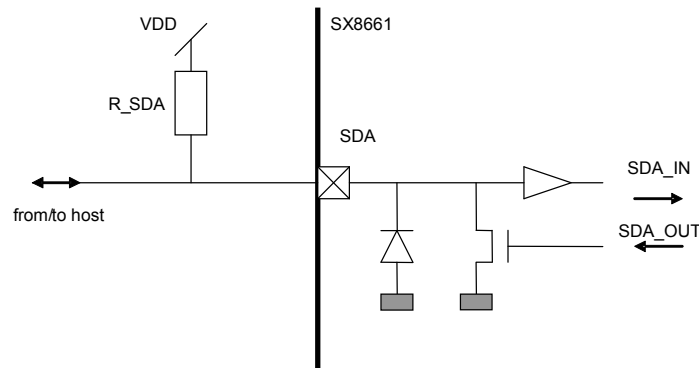 VDD
SX8661
R_SDA
SDA
SDA_IN
from/to host
SDA_OUT